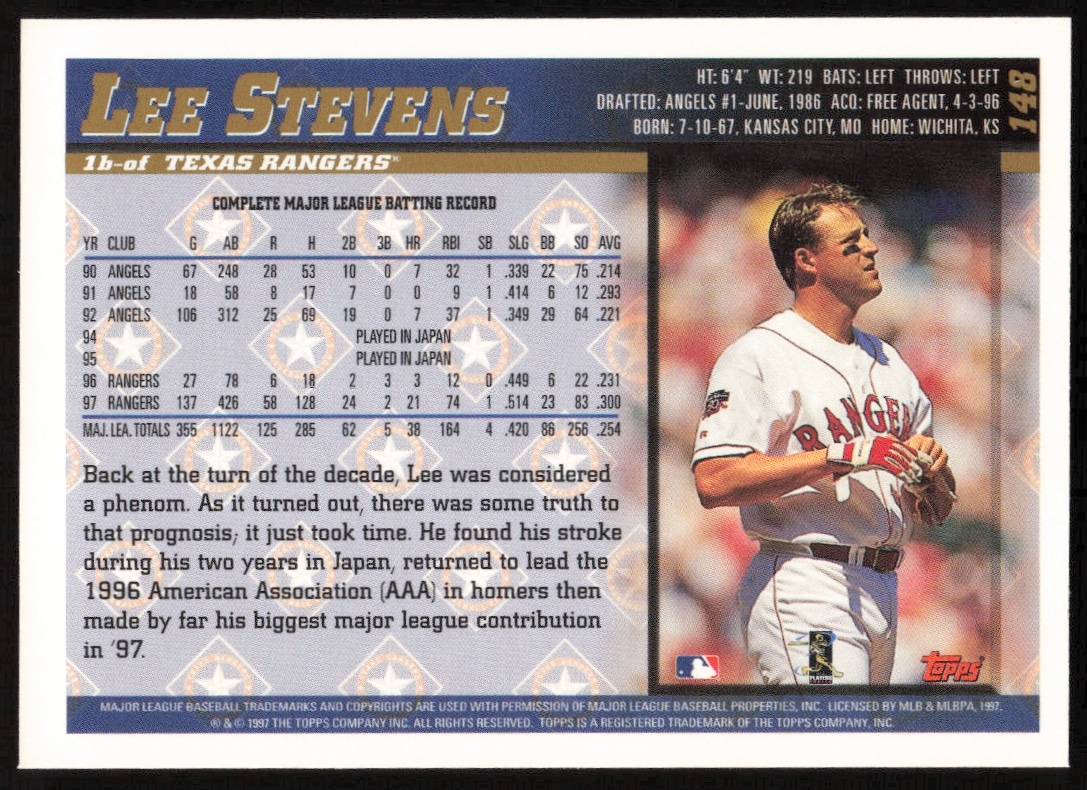 LEE STEVENS
HT: 6'4" WT: 219 BATS: LEFT THROWS: LEFT
DRAFTED: ANGELS #1-JUNE, 1986 ACQ: FREE AGENT, 4-3-96
BORN: 7-10-67, KANSAS CITY, MO HOME: WICHITA, KS
148
1b-of TEXAS RANGERS
COMPLETE MAJOR LEAGUE BATTING RECORD
YR CLUB G AB R H 2B 3B HR RBI SB SLG BB SO AVG
90 ANGELS 67 248 28 53 10 0 7 32 1 .339 22 75 .214
91 ANGELS 18 58 8 17 7 0 0 9 1 .414 6 12 .293
92 ANGELS 106 312 25 69 19 0 7 37 1 .349 29 64 .221
94 PLAYED IN JAPAN
95 PLAYED IN JAPAN
96 RANGERS 27 78 6 18 2 3 3 12 0 .449 6 22 .231
97 RANGERS 137 426 58 128 24 2 21 74 1 .514 23 83 .300
MAJ. LEA. TOTALS 355 1122 125 285 62 5 38 164 4 .420 86 256 .254
Back at the turn of the decade, Lee was considered
a phenom. As it turned out, there was some truth to
that prognosis; it just took time. He found his stroke
during his two years in Japan, returned to lead the
1996 American Association (AAA) in homers then
made by far his biggest major league contribution
in '97.
RANGER
PLAYERS
Topps®
MAJOR LEAGUE BASEBALL TRADEMARKS AND COPYRIGHTS ARE USED WITH PERMISSION OF MAJOR LEAGUE BASEBALL PROPERTIES, INC. LICENSED BY MLB & MLBPA, 1997.
® & © 1997 THE TOPPS COMPANY INC. ALL RIGHTS RESERVED. TOPPS IS A REGISTERED TRADEMARK OF THE TOPPS COMPANY, INC.